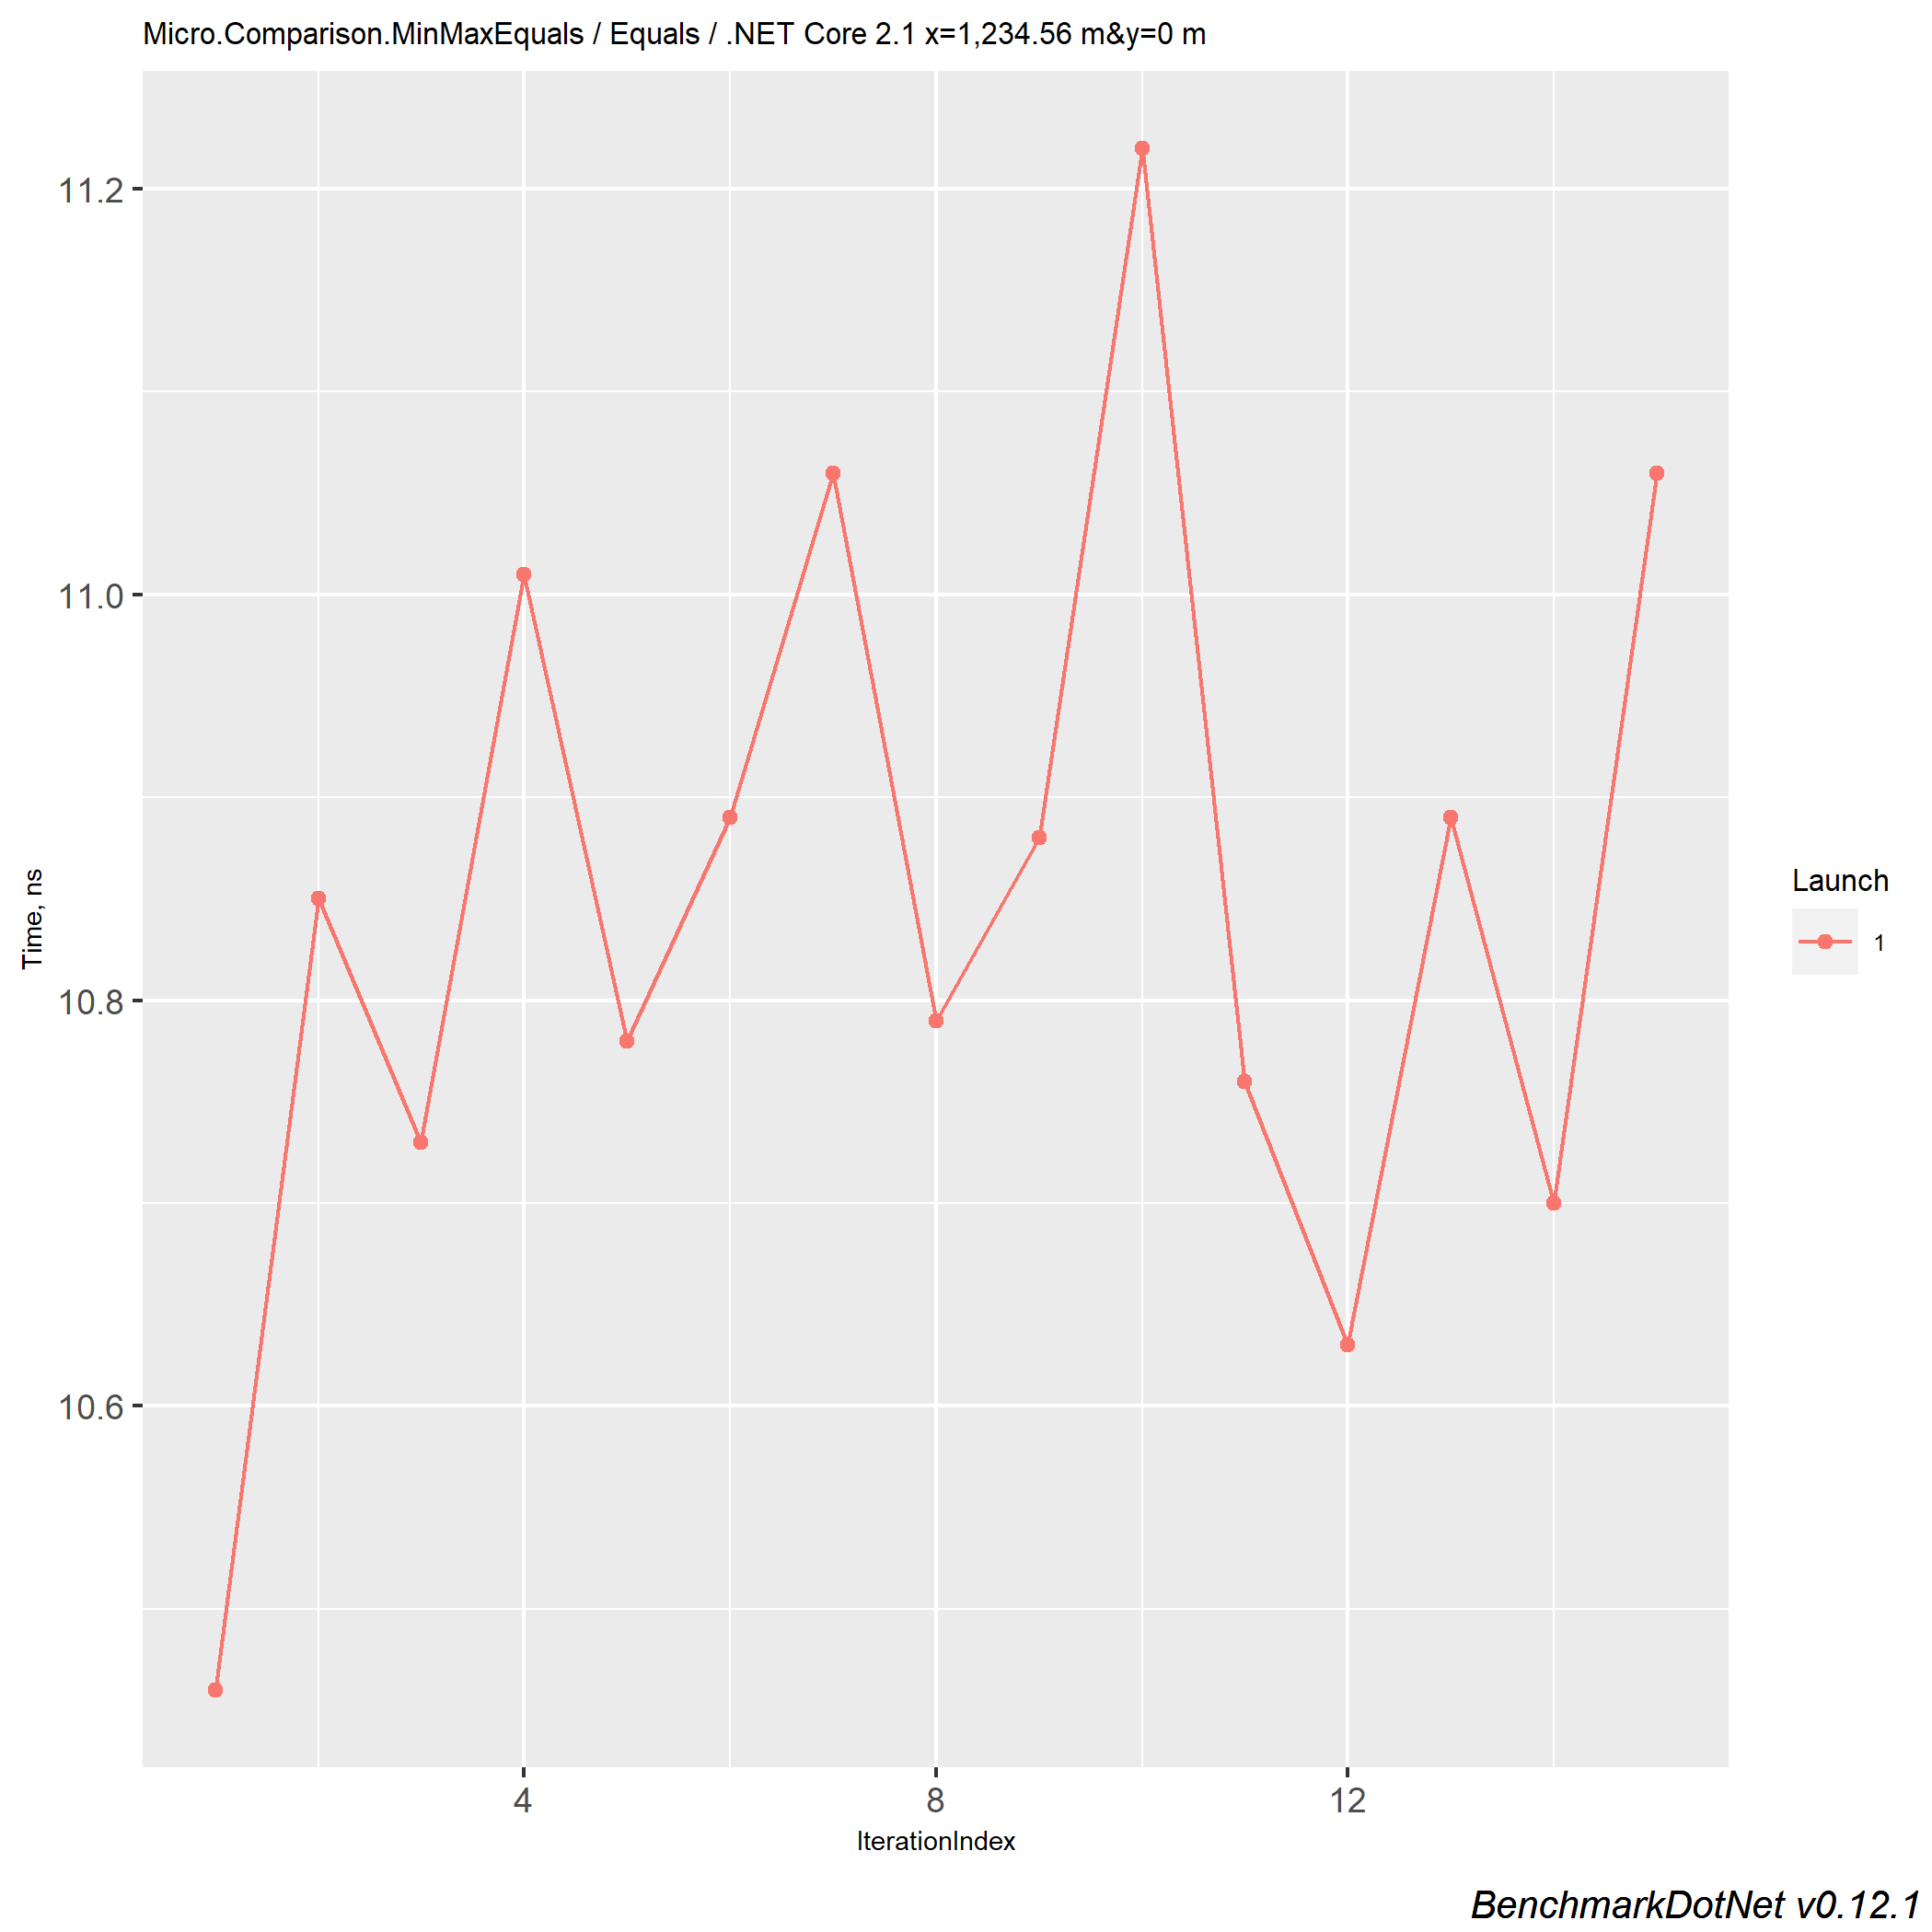 Micro.Comparison.MinMaxEquals / Equals / .NET Core 2.1 x=1,234.56 m&y=0 m
11.2
11.0
10.8
10.6
Time, ns
4 8 12
IterationIndex
Launch
1
BenchmarkDotNet v0.12.1